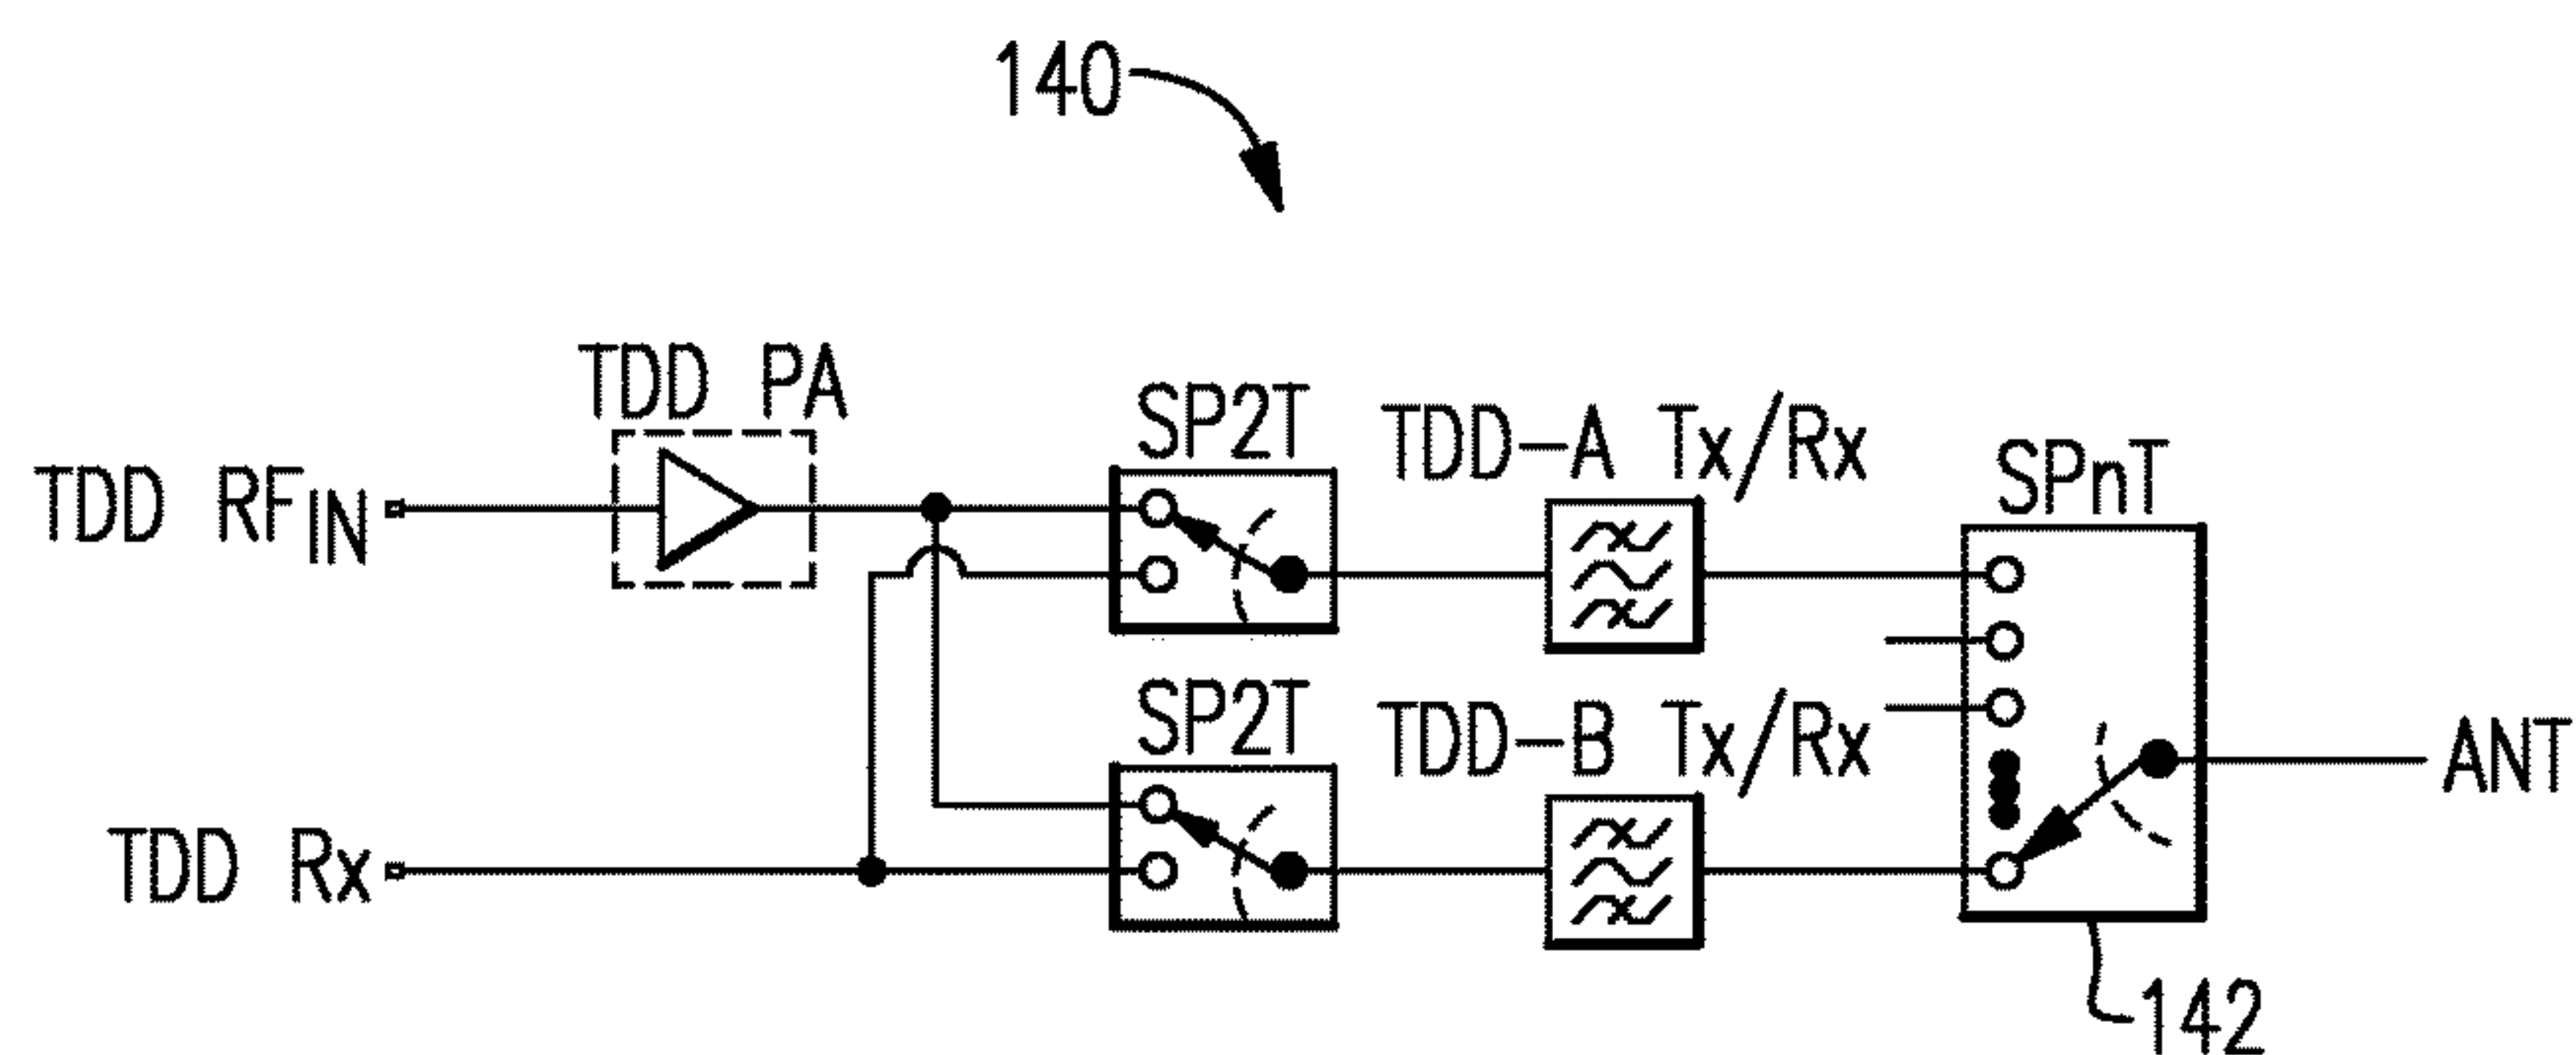 140
TDD PA
SP2T
TDD-A Tx/Rx
SPnT
TDD RFIN
SP2T
TDD-B Tx/Rx
ANT
TDD Rx
142